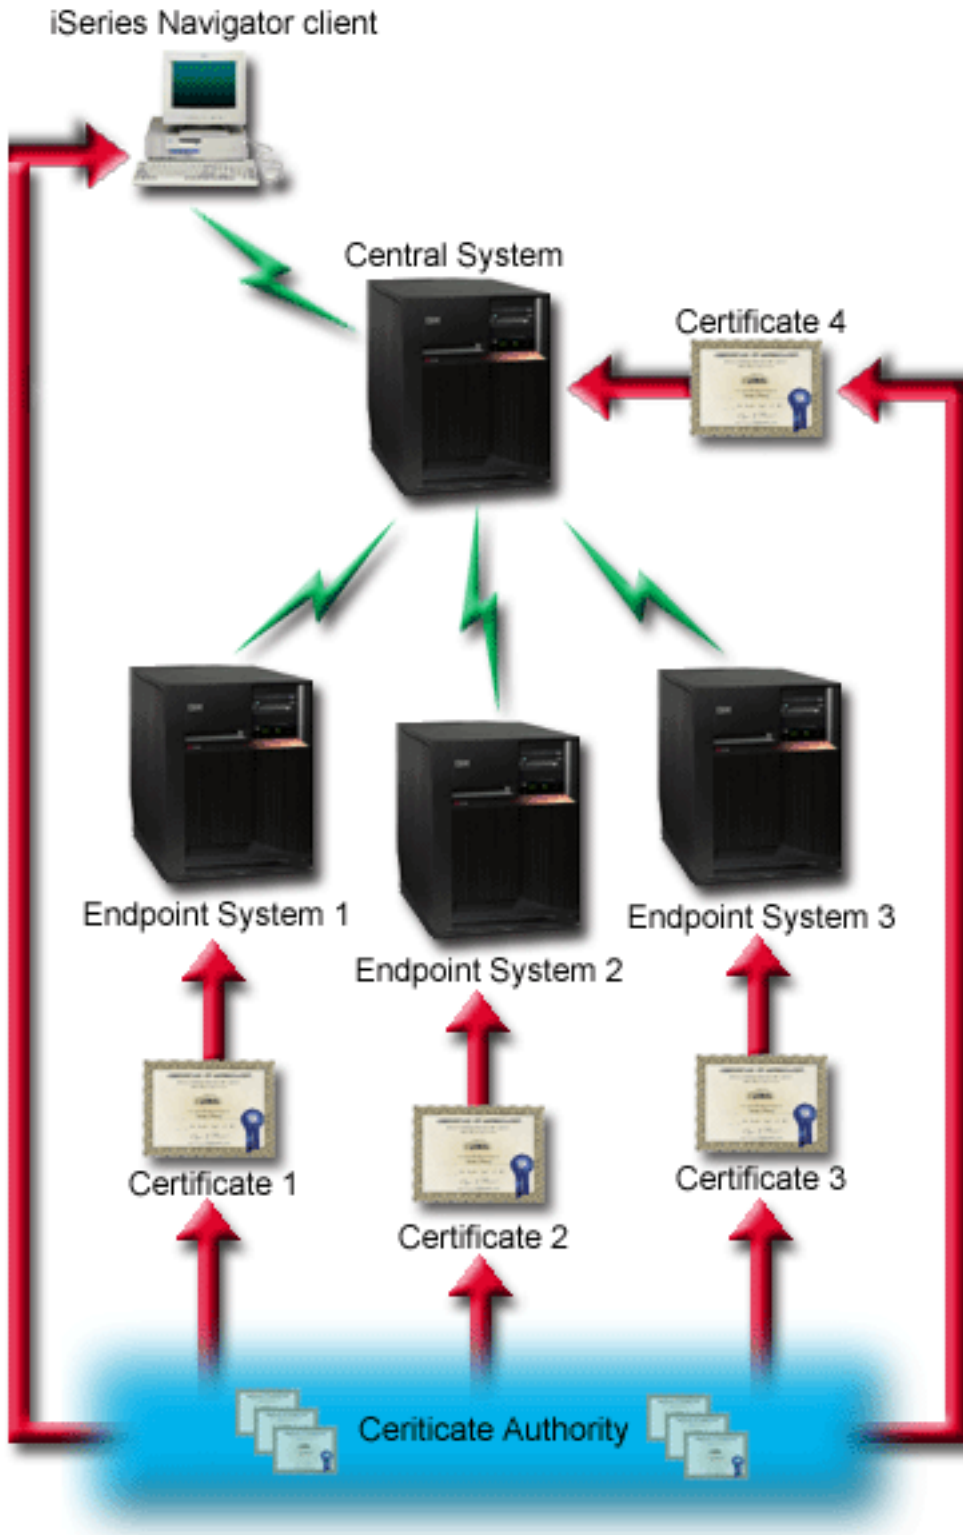 iSeries Navigator client
Central System
Certificate 4
IBM
Endpoint System 1
Endpoint System 2
Endpoint System 3
Certificate 1
Certificate 2
Certificate 3
Ceriticate Authority